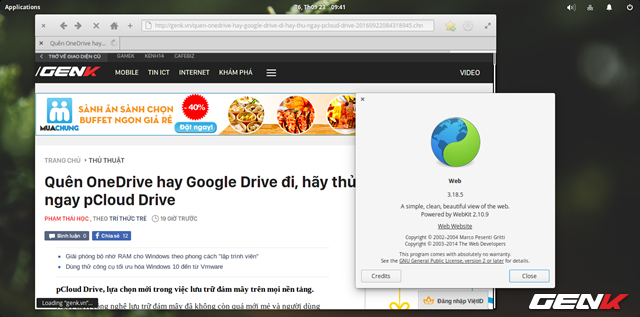 Applications
T6, Th09 23 09:41
http://genk.vn/quen-onedrive-hay-google-drive-di-hay-thu-ngay-pcloud-drive-20160922084318945.chn
Quên OneDrive hay...
TRỞ VỀ GIAO DIỆN CŨ GAMEK KENH14 CAFEBIZ
GENK MOBILE TIN ICT INTERNET KHÁM PHÁ VIDEO
MUACHUNG
SĂN ẢNH SÀNH CHỌN
BUFFET NGON GIÁ RẺ
- 40%
Đặt ngay!
TRANG CHỦ › THỦ THUẬT
Quên OneDrive hay Google Drive đi, hãy thử
ngay pCloud Drive
PHẠM THÁI HỌC , THEO TRÍ THỨC TRẺ 19 GIỜ TRƯỚC
Bình luận 0 Chia sẻ 12
Giải phóng bộ nhớ RAM cho Windows theo phong cách "lập trình viên"
Dùng thử công cụ tối ưu hóa Windows 10 đến từ Vmware
pCloud Drive, lựa chọn mới trong việc lưu trữ đám mây trên mọi nền tảng.
công nghệ lưu trữ đám mây đã không còn quá mới mẻ và người dùng
Loading "genk.vn"...
Đăng nhập VietID
Web
3.18.5
A simple, clean, beautiful view of the web.
Powered by WebKit 2.10.9
Web Website
Copyright © 2002–2004 Marco Pesenti Gritti
Copyright © 2003–2014 The Web Developers
This program comes with absolutely no warranty.
See the GNU General Public License, version 2 or later for details.
Credits
Close
GENK